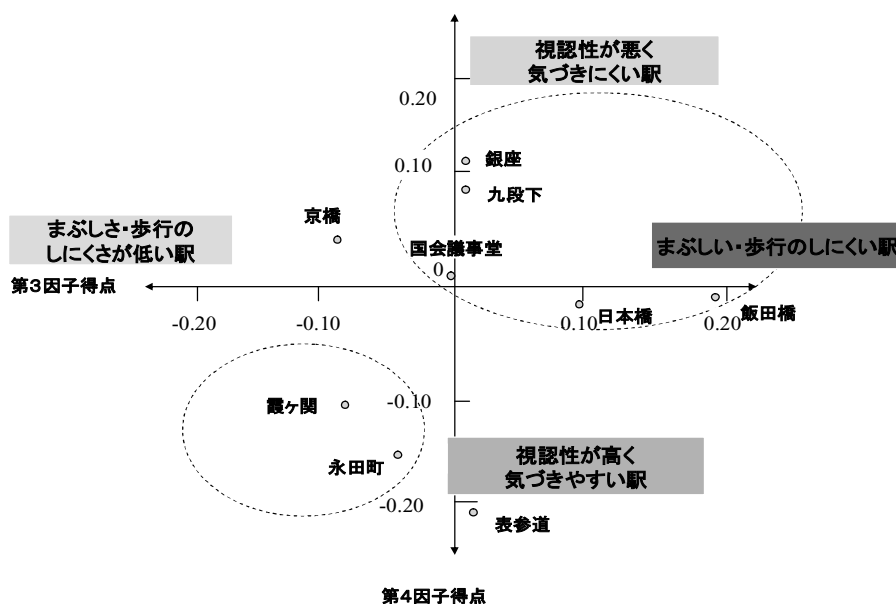 視認性が悪く
気づきにくい駅
0.20
0.10
銀座
九段下
京橋
まぶしさ・歩行の
しにくさが低い駅
国会議事堂
まぶしい・歩行のしにくい駅
0
第3因子得点
-0.20
-0.10
0.10
日本橋
0.20
飯田橋
霞ヶ関
-0.10
永田町
視認性が高く
気づきやすい駅
-0.20
表参道
第4因子得点